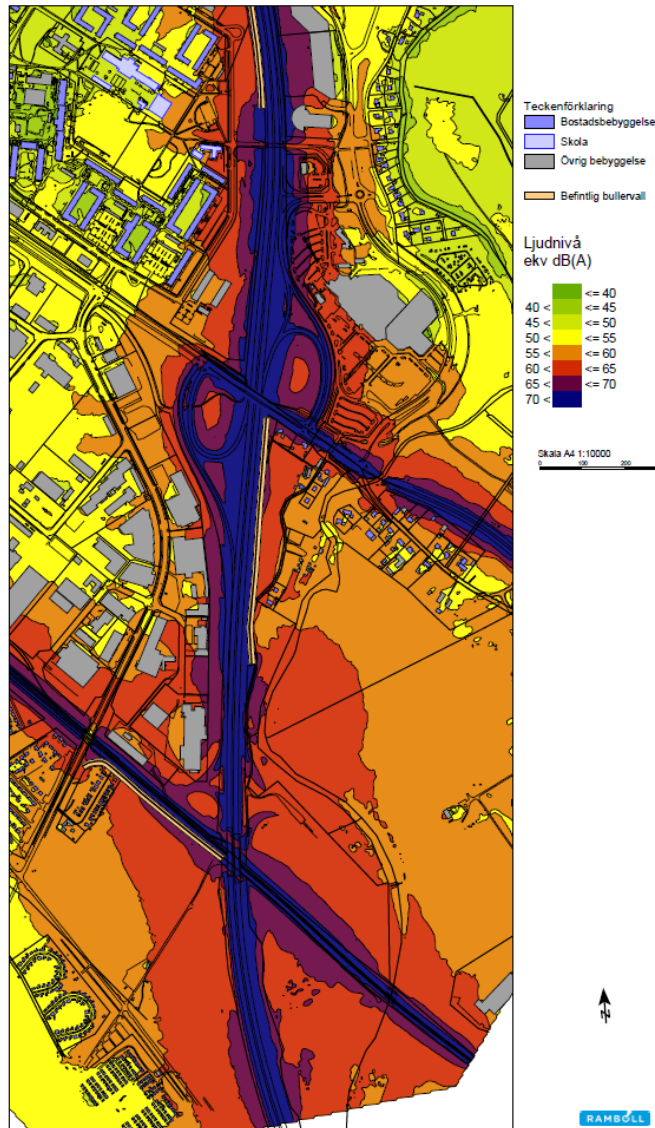 Teckenförklaring
Bostadsbebyggelse
Skola
Övrig bebyggelse
Befintlig bullervall
Ljudnivå
ekv dB(A)
<= 40
40 < <= 45
45 < <= 50
50 < <= 55
55 < <= 60
60 < <= 65
65 < <= 70
70 <
Skala A4 1:10000
0 100 200
N
RAMBOLL